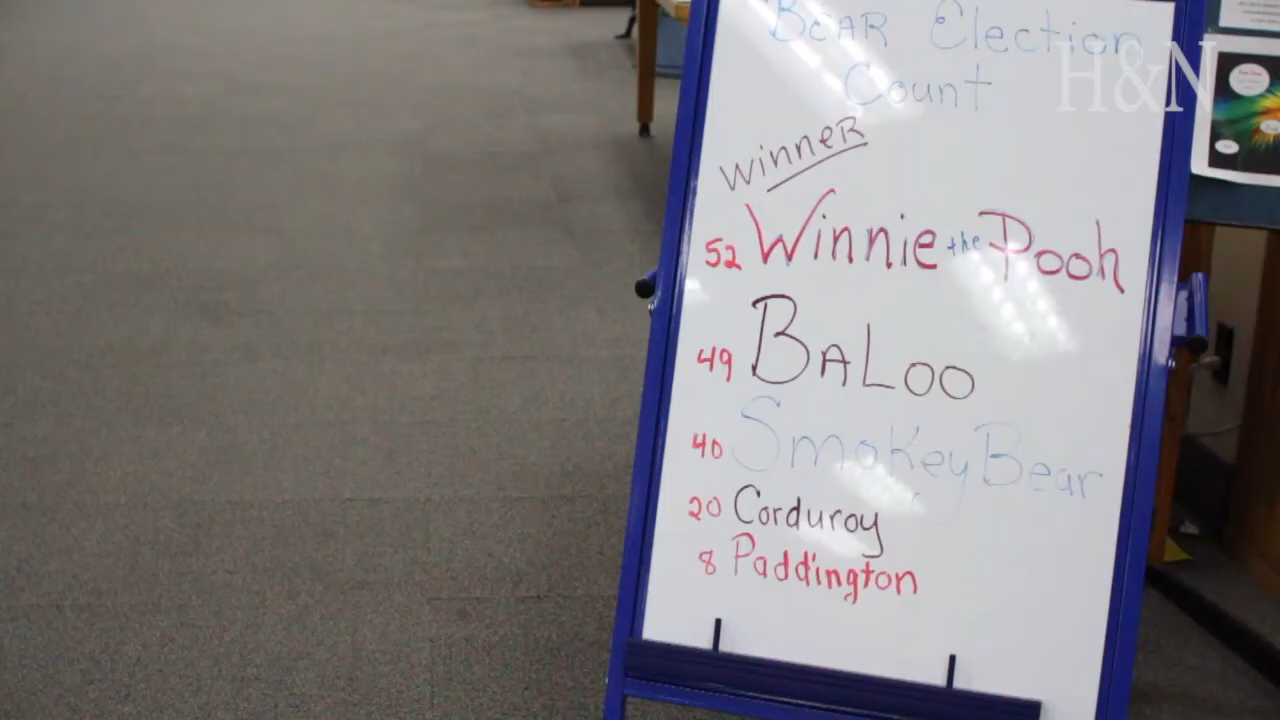 BEAR Election
Count
H&N
WinneR
52 Winnie the Pooh
49 BALOO
40 Smokey Bear
20 Corduroy
8 Paddington